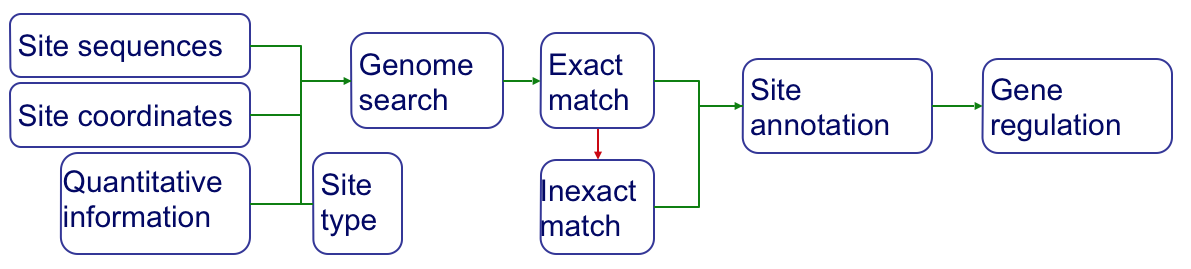 Site sequences
Site coordinates
Quantitative
information
Site
type
Genome
search
Exact
match
Inexact
match
Site
annotation
Gene
regulation